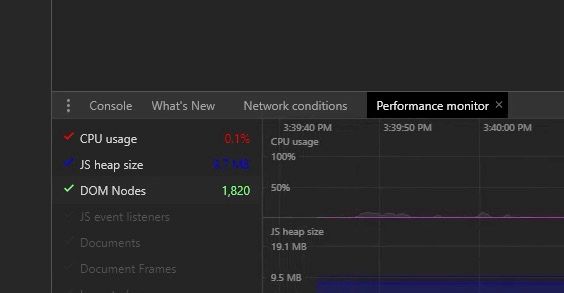 Console What's New Network conditions Performance monitor ×
CPU usage 0.1%
JS heap size 9.7 MB
DOM Nodes 1,820
JS event listeners
Documents
Document Frames
3:39:40 PM 3:39:50 PM 3:40:00 PM
CPU usage
100%
50%
JS heap size
19.1 MB
9.5 MB